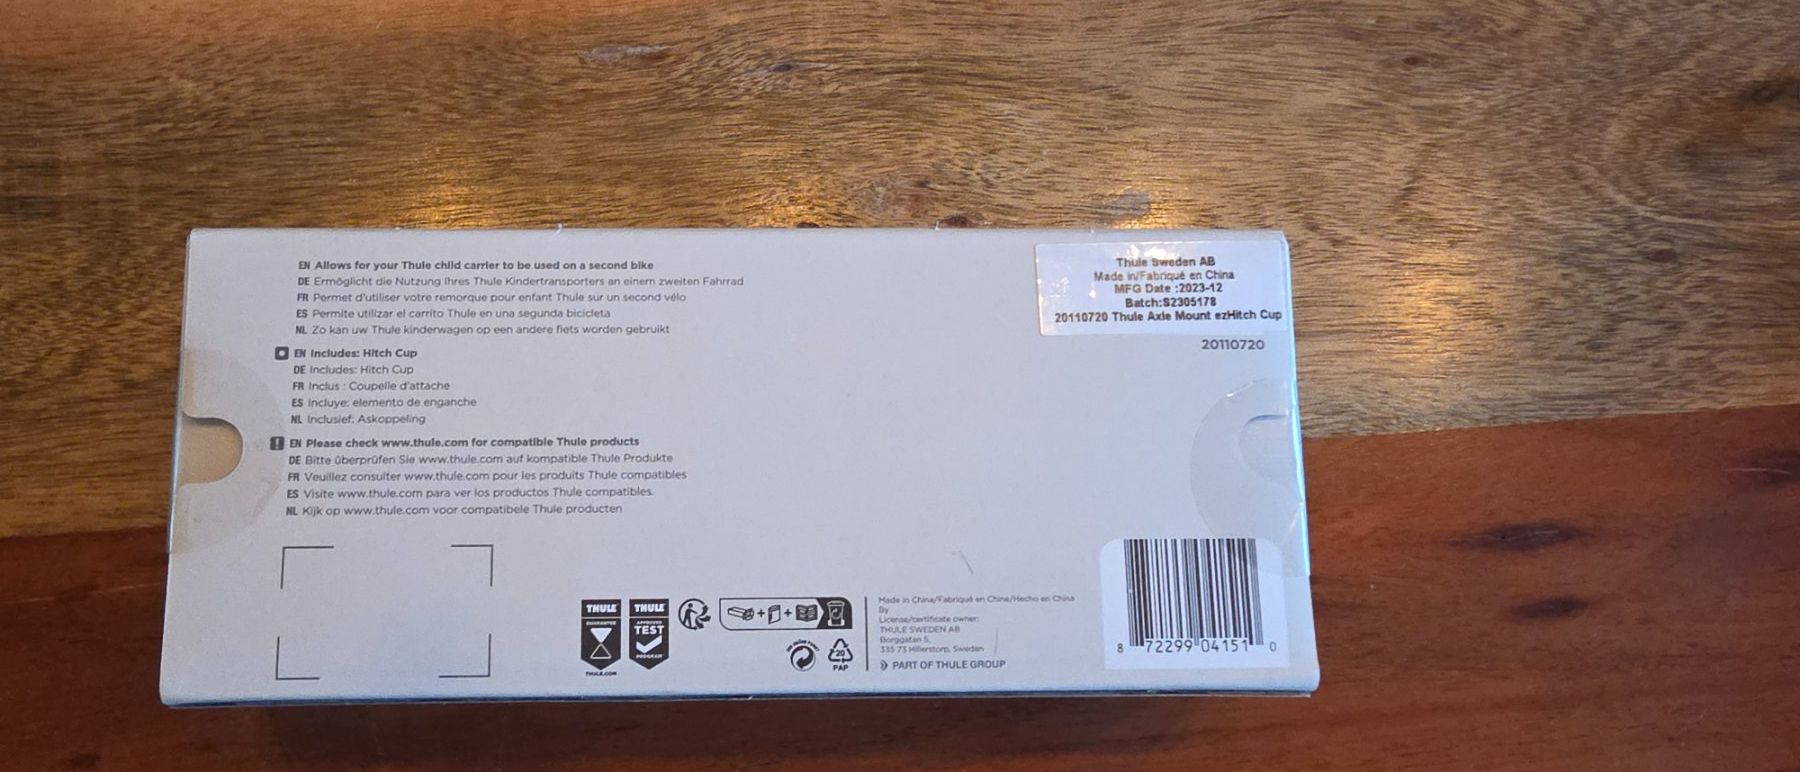 EN Allows for your Thule child carrier to be used on a second bike
DE Ermöglicht die Nutzung Ihres Thule Kindertransporters an einem zweiten Fahrrad
FR Permet d'utiliser votre remorque pour enfant Thule sur un second vélo
ES Permite utilizar el carrito Thule en una segunda bicicleta
NL Zo kan uw Thule kinderwagen op een andere fiets worden gebruikt
EN Includes: Hitch Cup
DE Includes: Hitch Cup
FR Inclus : Coupelle d'attache
ES Incluye: elemento de enganche
NL Inclusief: Askoppeling
EN Please check www.thule.com for compatible Thule products
DE Bitte überprüfen Sie www.thule.com auf kompatible Thule Produkte
FR Veuillez consulter www.thule.com pour les produits Thule compatibles
ES Visite www.thule.com para ver los productos Thule compatibles.
NL Kijk op www.thule.com voor compatibele Thule producten
Thule Sweden AB
Made in/Fabriqué en China
MFG Date :2023-12
Batch:S2305178
20110720 Thule Axle Mount ezHitch Cup
20110720
THULE
GUARANTEE
THULE.COM
THULE
APPROVED
TEST
PROGRAM
20
PAP
Made in China/Fabriqué en Chine/Hecho en China
By
License/certificate owner:
THULE SWEDEN AB
Borggatan 5,
335 73 Hillerstorp, Sweden
PART OF THULE GROUP
8 72299 04151 0